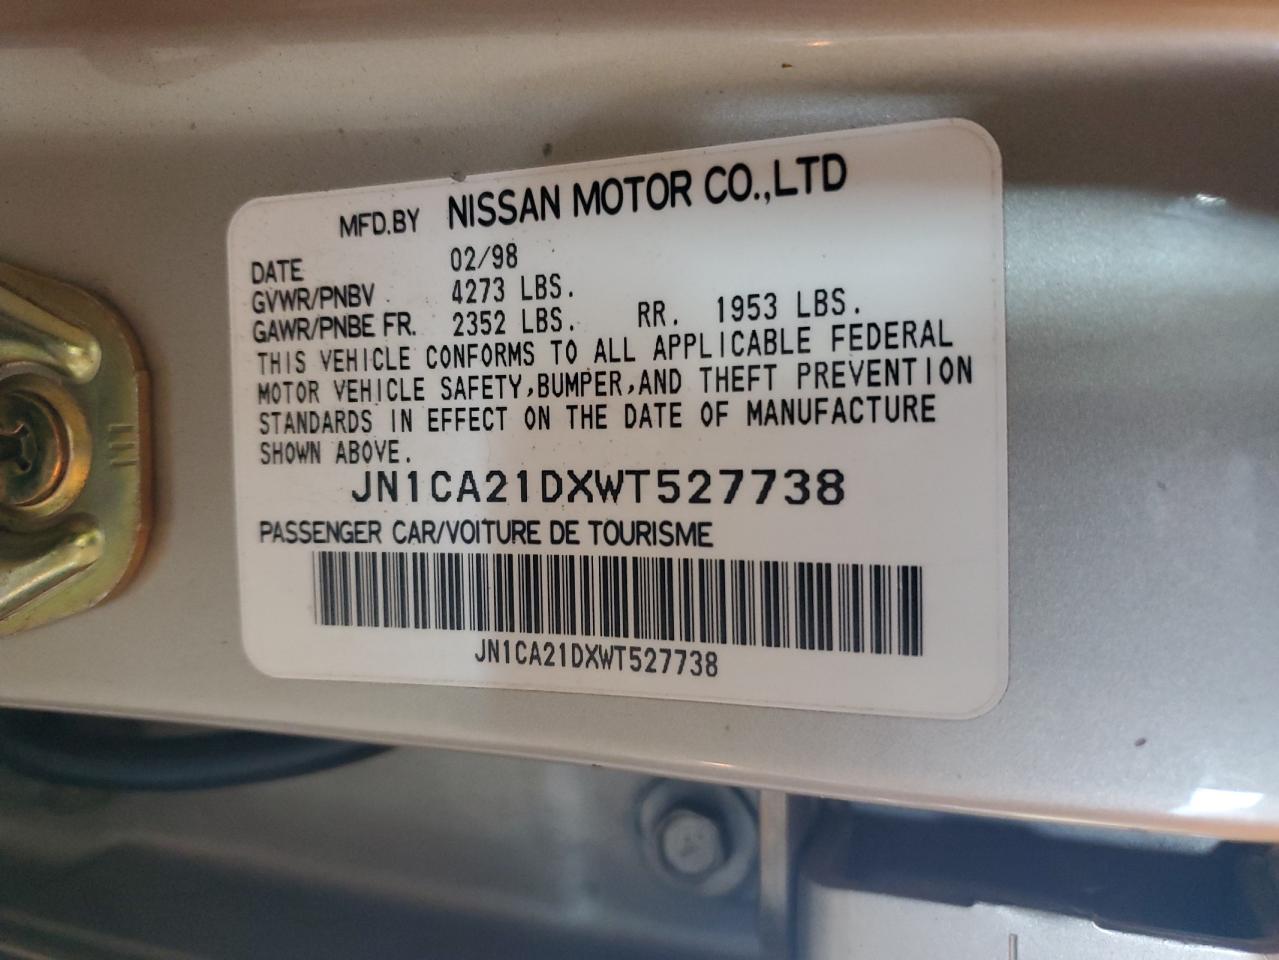 MFD.BY NISSAN MOTOR CO.,LTD
DATE 02/98
GVWR/PNBV 4273 LBS.
GAWR/PNBE FR. 2352 LBS. RR. 1953 LBS.
THIS VEHICLE CONFORMS TO ALL APPLICABLE FEDERAL
MOTOR VEHICLE SAFETY,BUMPER,AND THEFT PREVENTION
STANDARDS IN EFFECT ON THE DATE OF MANUFACTURE
SHOWN ABOVE.
JN1CA21DXWT527738
PASSENGER CAR/VOITURE DE TOURISME
JN1CA21DXWT527738